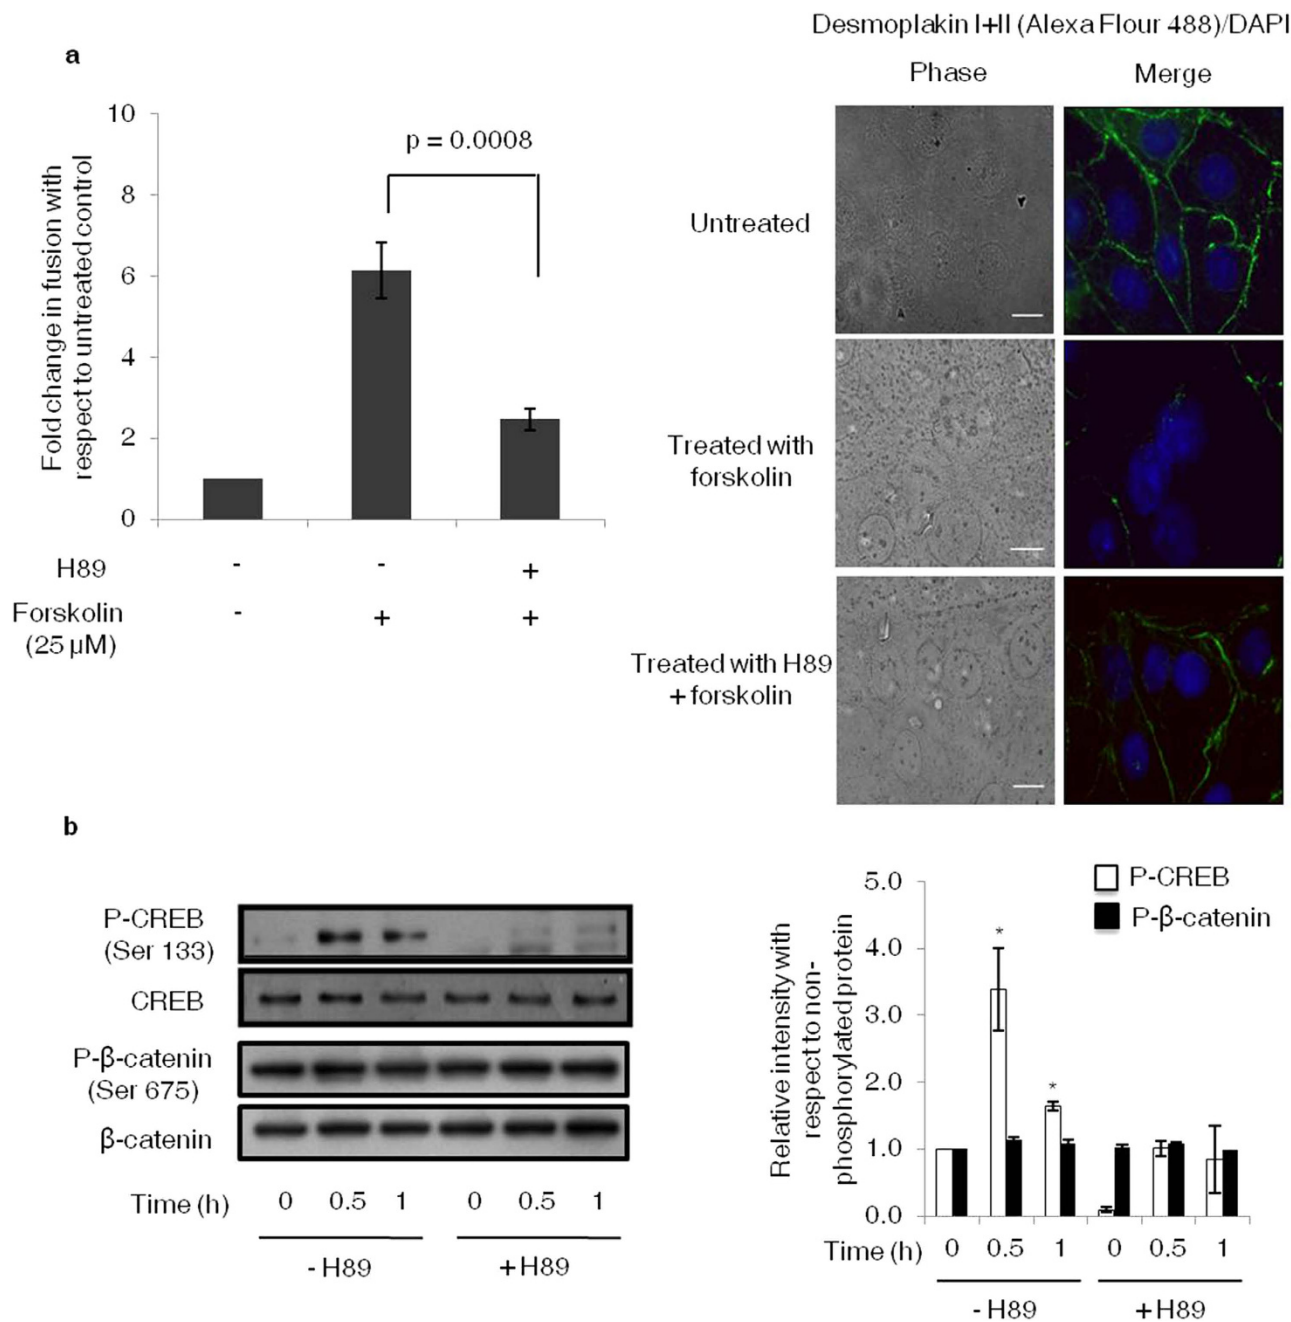 a
Desmoplakin I+II (Alexa Flour 488)/DAPI
Phase Merge
Fold change in fusion with
respect to untreated control
10
8
6
4
2
0
p = 0.0008
H89 - - +
Forskolin - + +
(25 µM)
Untreated
Treated with
forskolin
Treated with H89
+ forskolin
b
P-CREB
(Ser 133)
CREB
P-β-catenin
(Ser 675)
β-catenin
Time (h) 0 0.5 1 0 0.5 1
- H89 + H89
P-CREB
P-β-catenin
Relative intensity with
respect to non-
phosphorylated protein
5.0
4.0
3.0
2.0
1.0
0.0
*
*
Time (h) 0 0.5 1 0 0.5 1
- H89 + H89